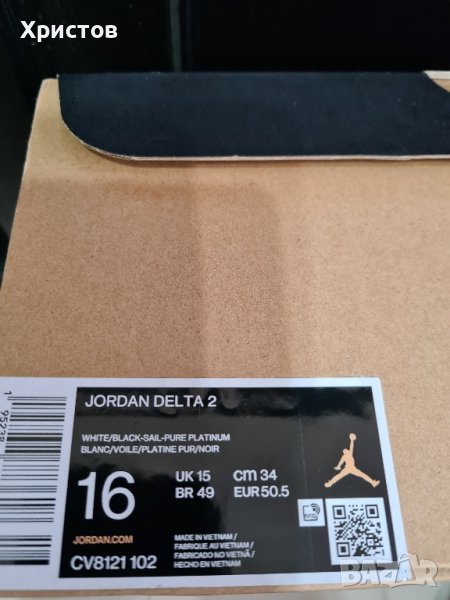 Христов
JORDAN DELTA 2
WHITE/BLACK-SAIL-PURE PLATINUM
BLANC/VOILE/PLATINE PUR/NOIR
16
UK 15 cm 34
BR 49 EUR 50.5
JORDAN.COM
CV8121 102
MADE IN VIETNAM /
FABRIQUE AU VIETNAM /
FABRICADO NO VIETNÃ /
HECHO EN VIETNAM
RFID
BAZAR